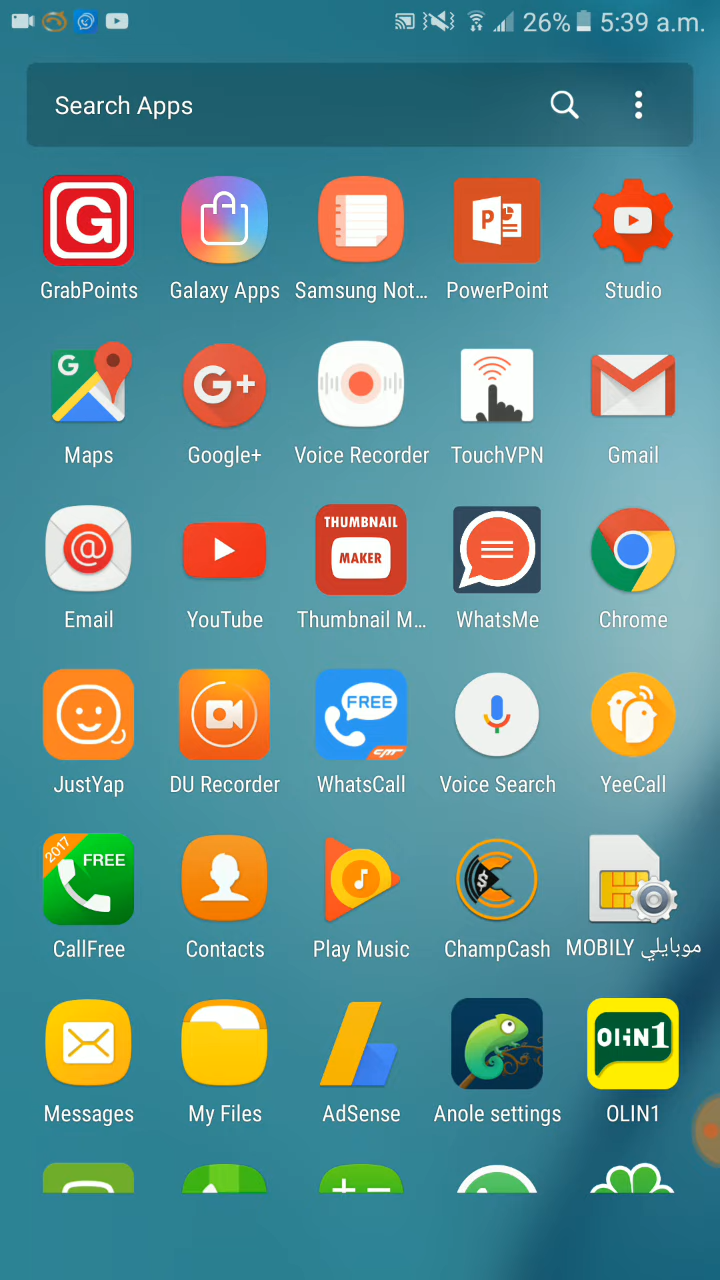 26% 5:39 a.m.
Search Apps
G
P
GrabPoints Galaxy Apps Samsung Not... PowerPoint Studio
G
G+
Maps Google+ Voice Recorder TouchVPN Gmail
THUMBNAIL
MAKER
@
Email YouTube Thumbnail M... WhatsMe Chrome
FREE
CMT
JustYap DU Recorder WhatsCall Voice Search YeeCall
2017
FREE
$
CallFree Contacts Play Music ChampCash MOBILY موبايلي
OLiN1
Messages My Files AdSense Anole settings OLIN1